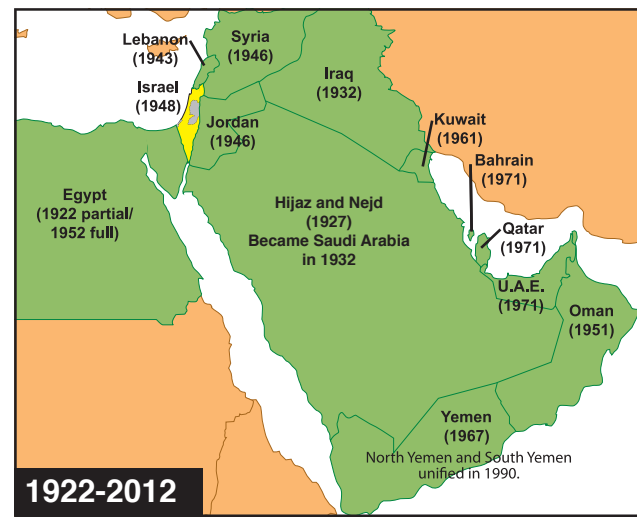 Lebanon
(1943)
Syria
(1946)
Iraq
(1932)
Israel
(1948)
Jordan
(1946)
Kuwait
(1961)
Bahrain
(1971)
Egypt
(1922 partial/
1952 full)
Hijaz and Nejd
(1927)
Became Saudi Arabia
in 1932
Qatar
(1971)
U.A.E.
(1971)
Oman
(1951)
Yemen
(1967)
North Yemen and South Yemen
unified in 1990.
1922-2012